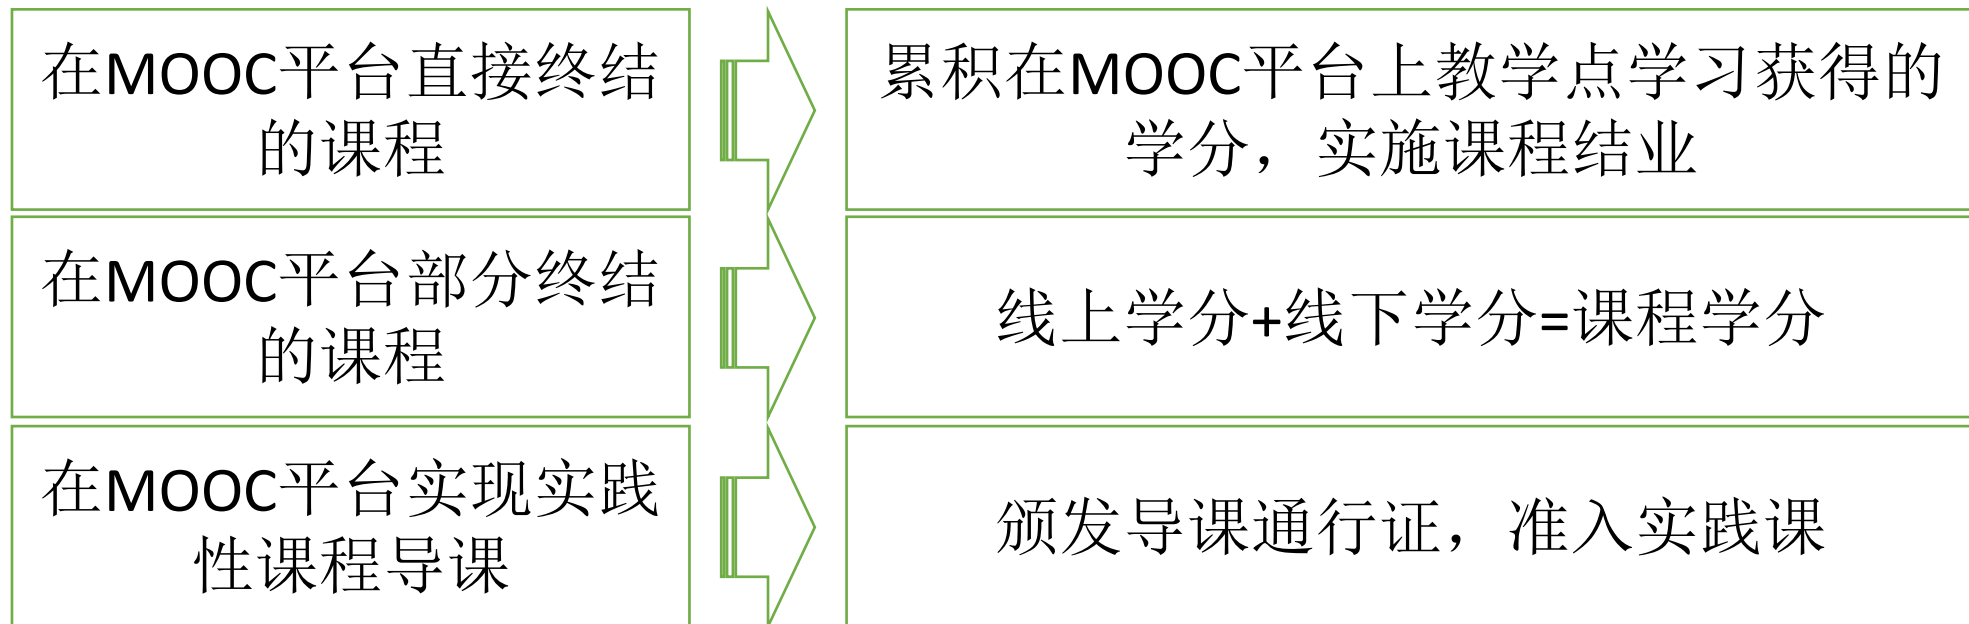 在MOOC平台直接终结
的课程
累积在MOOC平台上教学点学习获得的
学分，实施课程结业
在MOOC平台部分终结
的课程
线上学分+线下学分=课程学分
在MOOC平台实现实践
性课程导课
颁发导课通行证，准入实践课